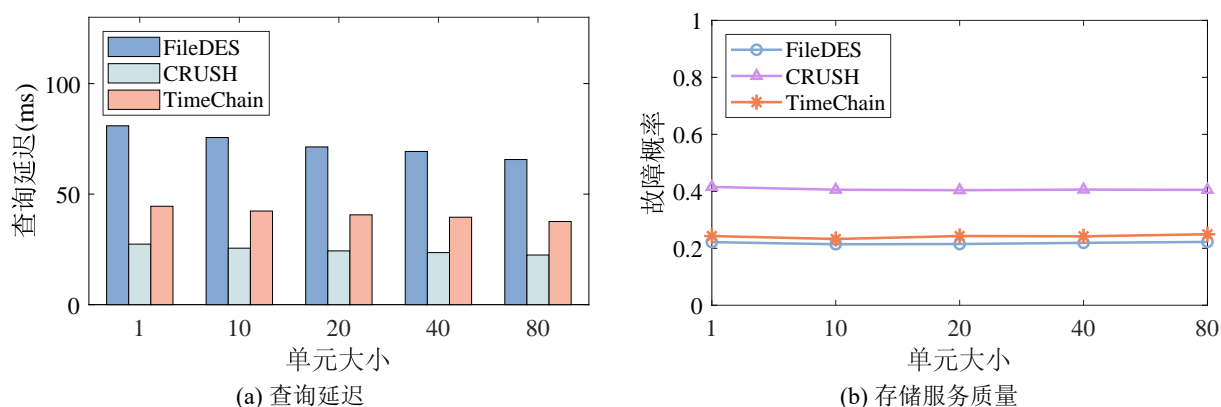 FileDES
CRUSH
TimeChain
100
50
0
查询延迟(ms)
1 10 20 40 80
单元大小
(a) 查询延迟
FileDES
CRUSH
TimeChain
1
0.8
0.6
0.4
0.2
0
故障概率
1 10 20 40 80
单元大小
(b) 存储服务质量